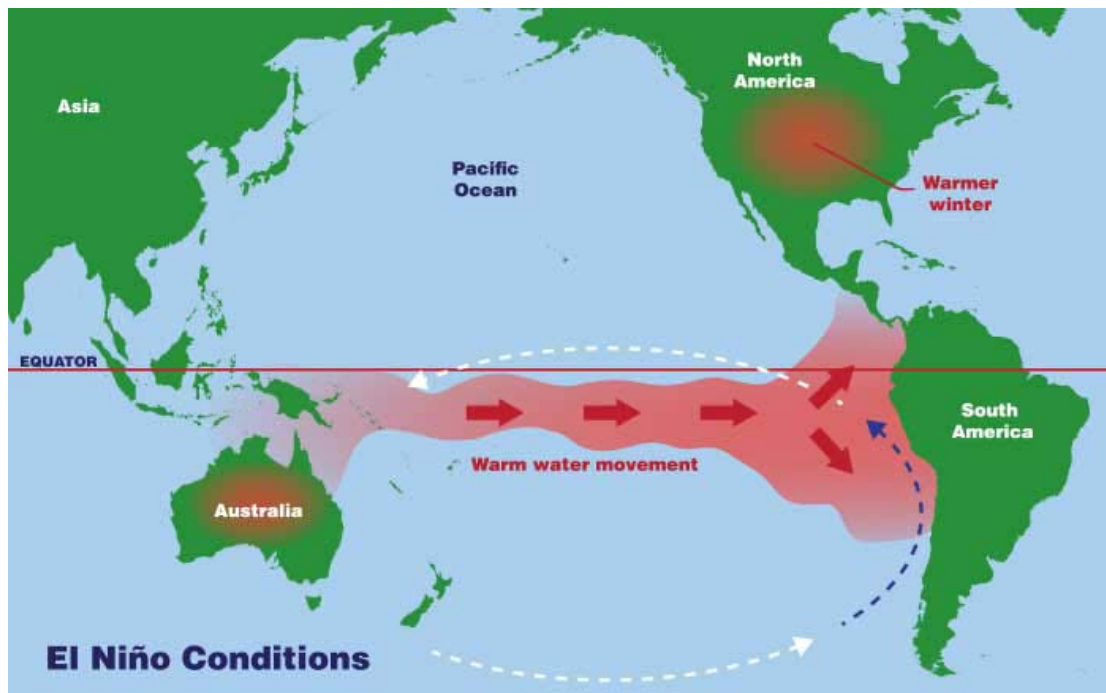 North
America
Asia
Pacific
Ocean
Warmer
winter
EQUATOR
South
America
Warm water movement
Australia
El Niño Conditions